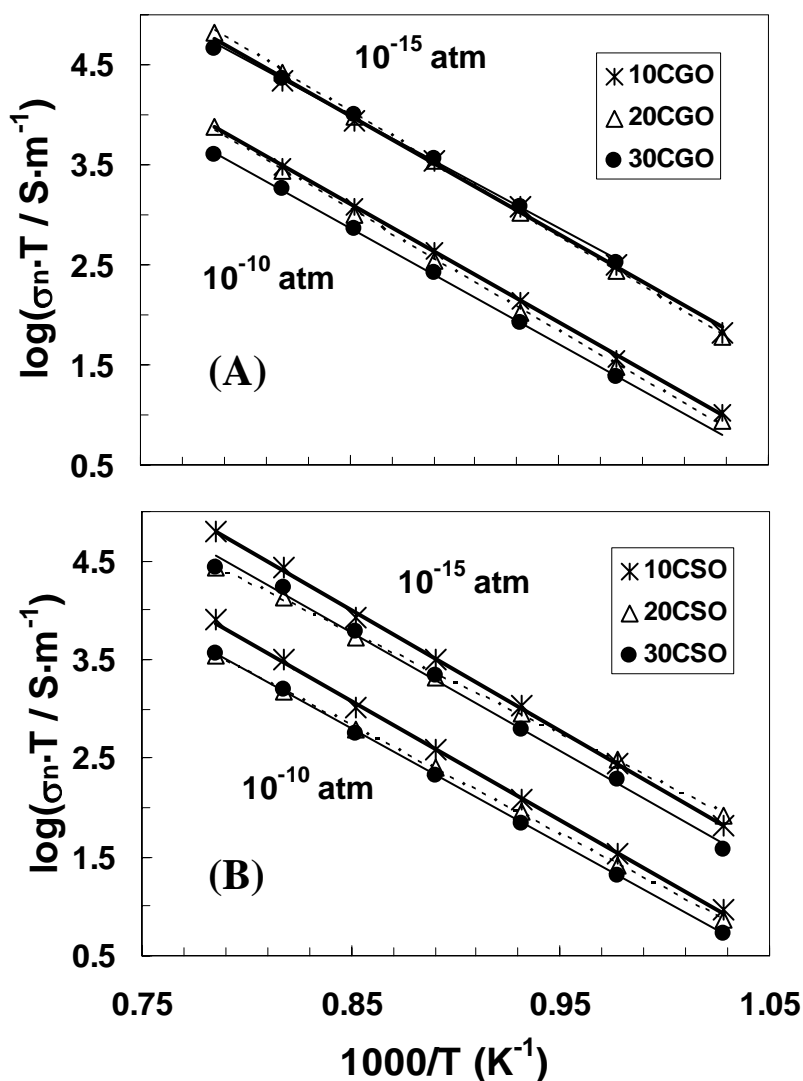 log(σn·T / S·m-1)
4.5
3.5
2.5
1.5
0.5
10-15 atm
10CGO
20CGO
30CGO
10-10 atm
(A)
log(σn·T / S·m-1)
4.5
3.5
2.5
1.5
0.5
10-15 atm
10CSO
20CSO
30CSO
10-10 atm
(B)
0.75 0.85 0.95 1.05
1000/T (K-1)